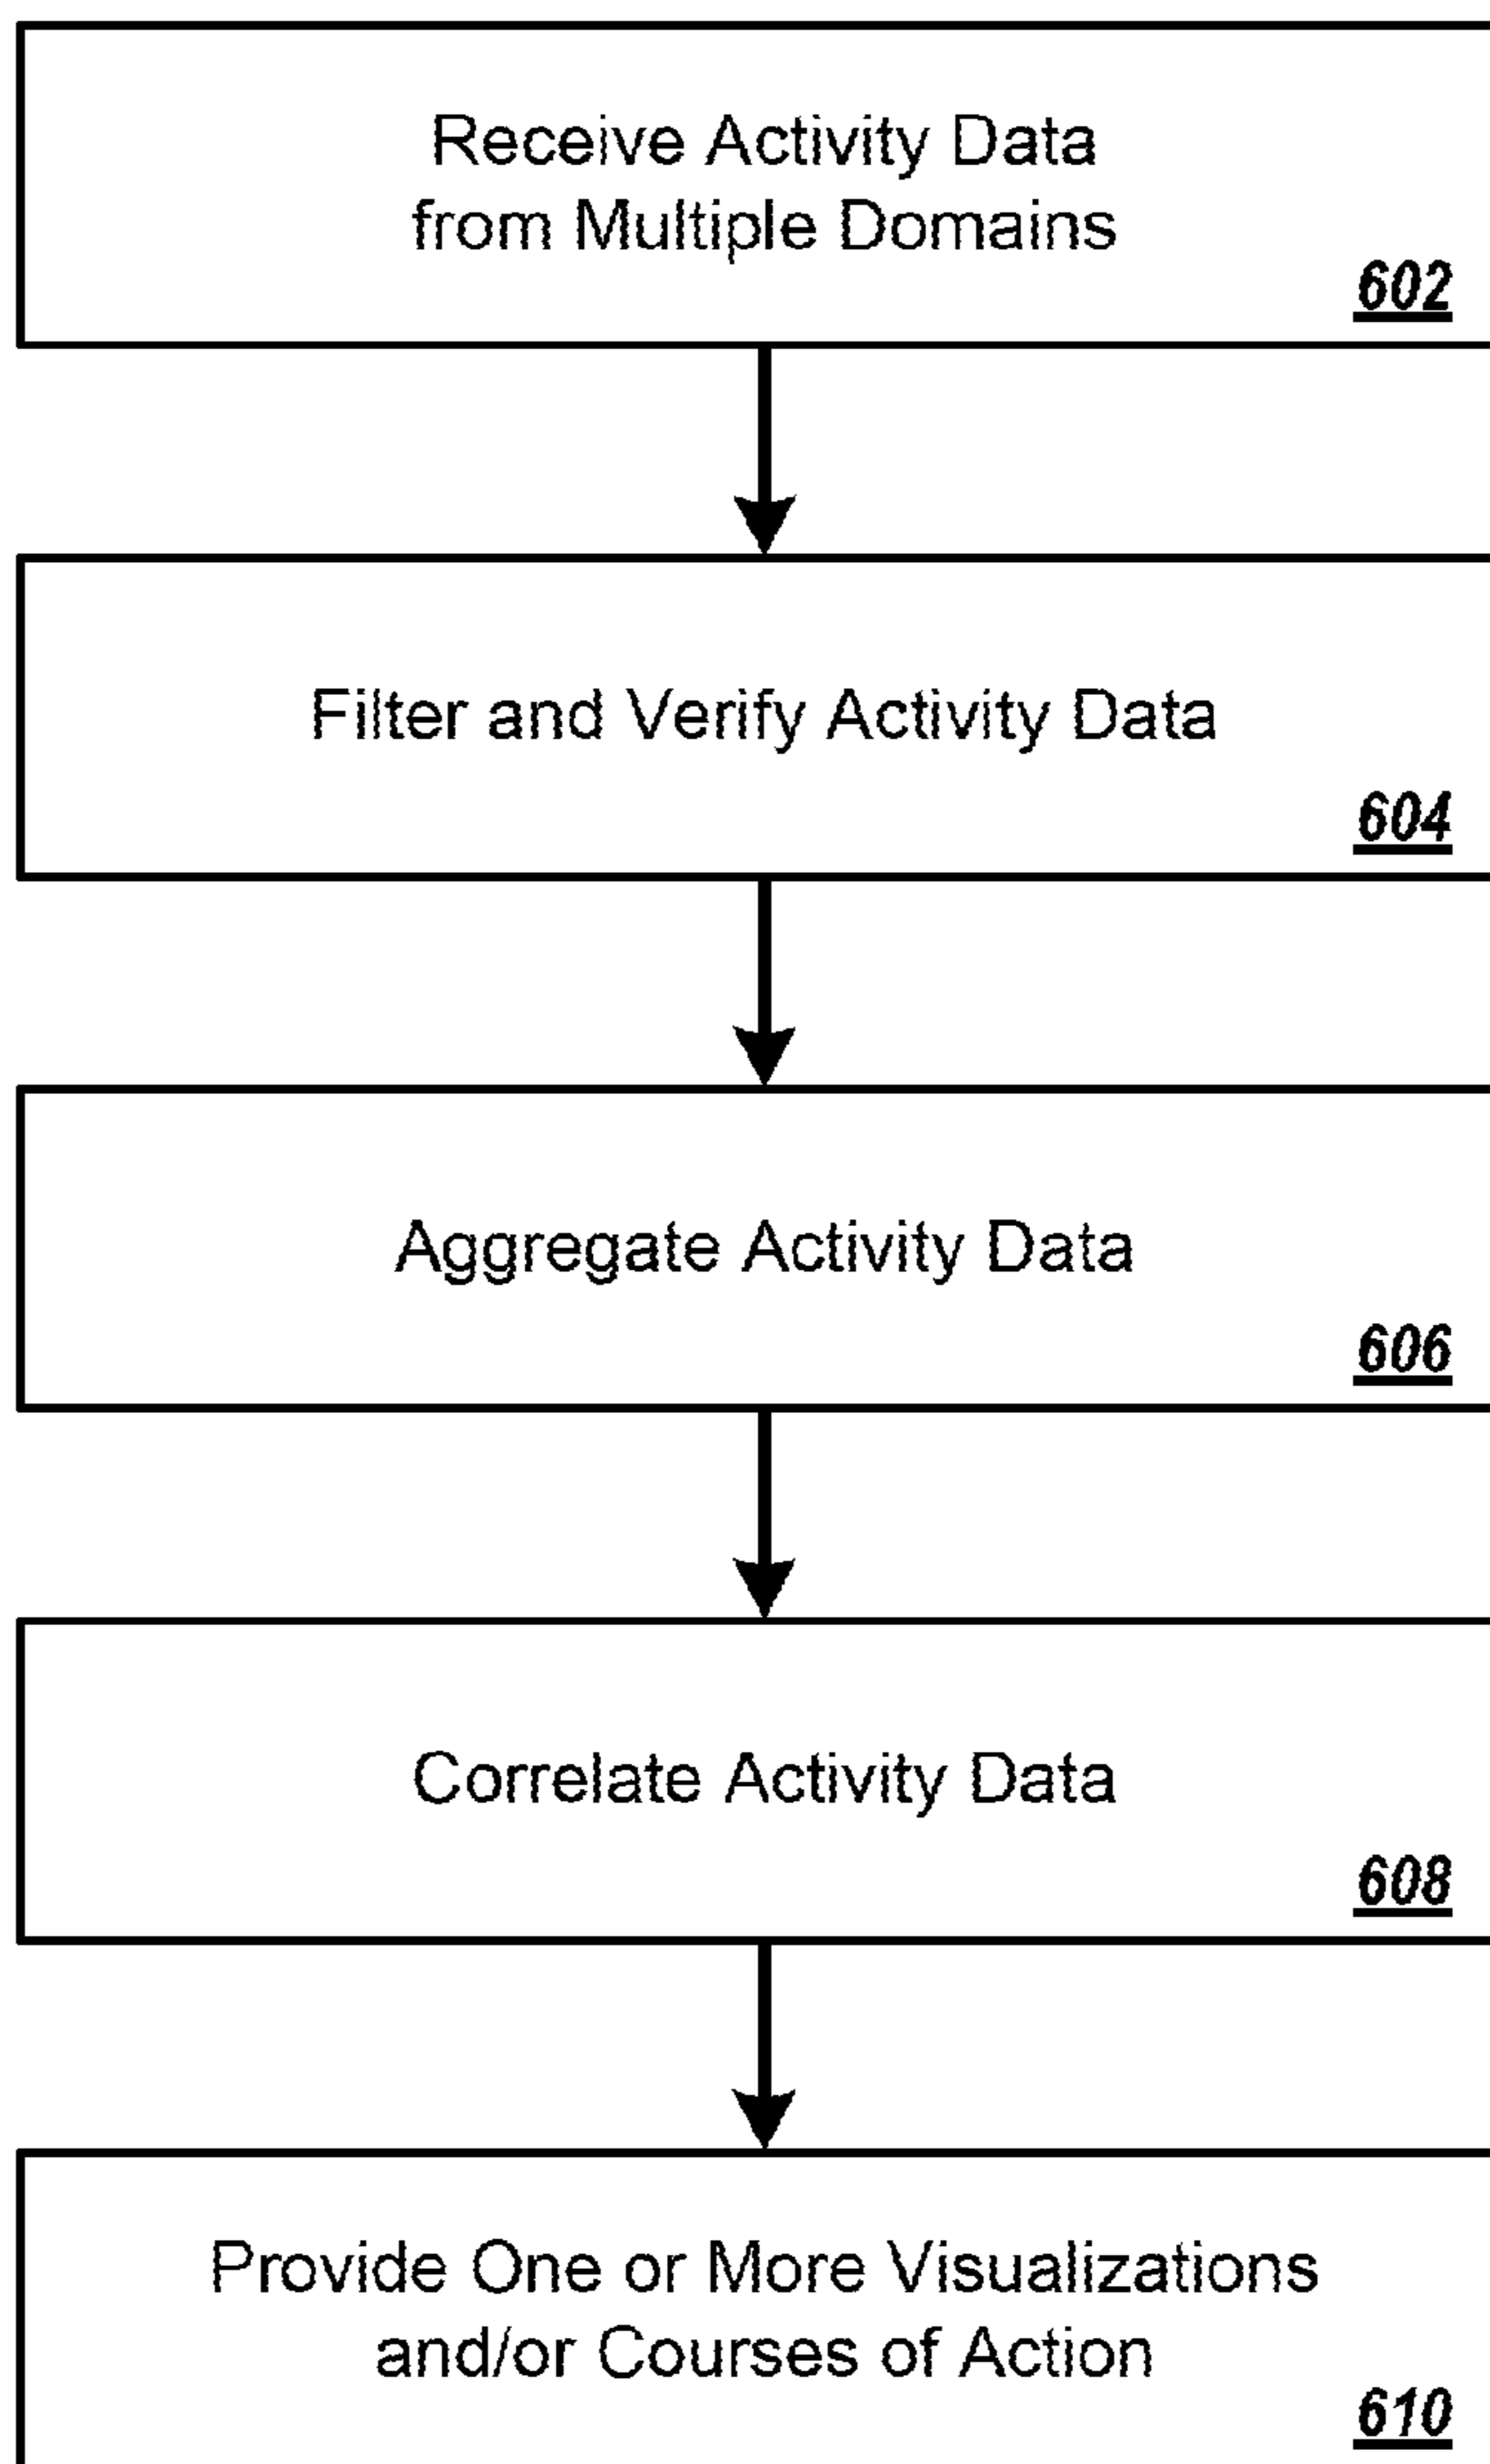 Receive Activity Data
from Multiple Domains
602
Filter and Verify Activity Data
604
Aggregate Activity Data
606
Correlate Activity Data
608
Provide One or More Visualizations
and/or Courses of Action
610